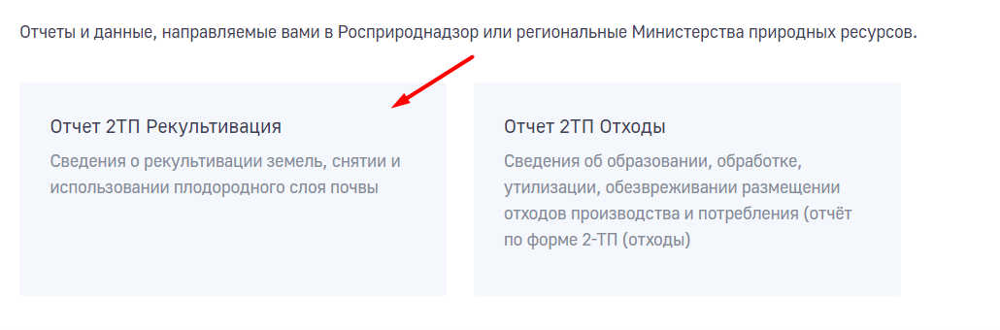 Отчеты и данные, направляемые вами в Росприроднадзор или региональные Министерства природных ресурсов.
Отчет 2ТП Рекультивация
Сведения о рекультивации земель, снятии и
использовании плодородного слоя почвы
Отчет 2ТП Отходы
Сведения об образовании, обработке,
утилизации, обезвреживании размещении
отходов производства и потребления (отчёт
по форме 2-ТП (отходы)